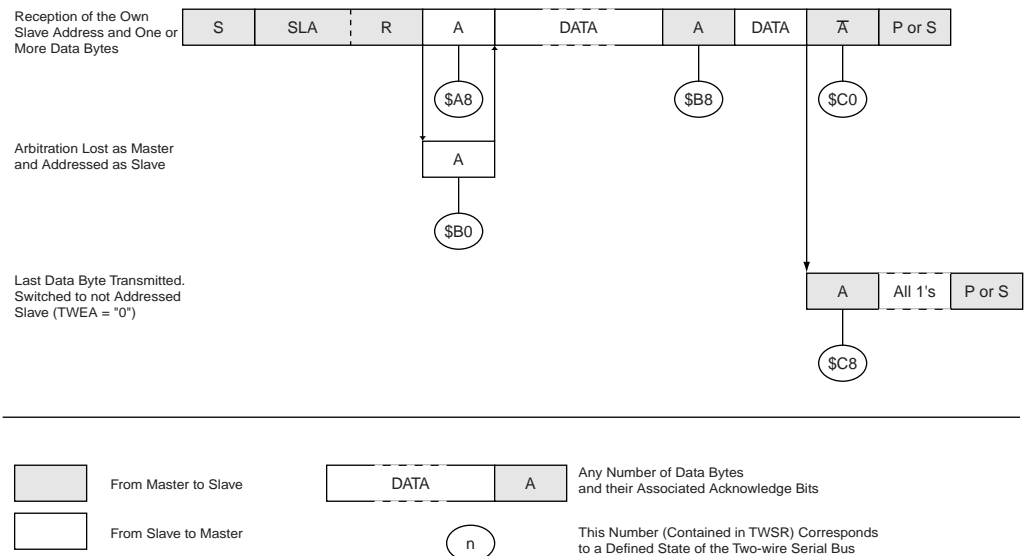 Reception of the Own
Slave Address and One or
More Data Bytes
S SLA R A DATA A DATA A̅ P or S
$A8 $B8 $C0
Arbitration Lost as Master
and Addressed as Slave
A
$B0
Last Data Byte Transmitted.
Switched to not Addressed
Slave (TWEA = "0")
A All 1's P or S
$C8
From Master to Slave
DATA A
Any Number of Data Bytes
and their Associated Acknowledge Bits
From Slave to Master
n
This Number (Contained in TWSR) Corresponds
to a Defined State of the Two-wire Serial Bus